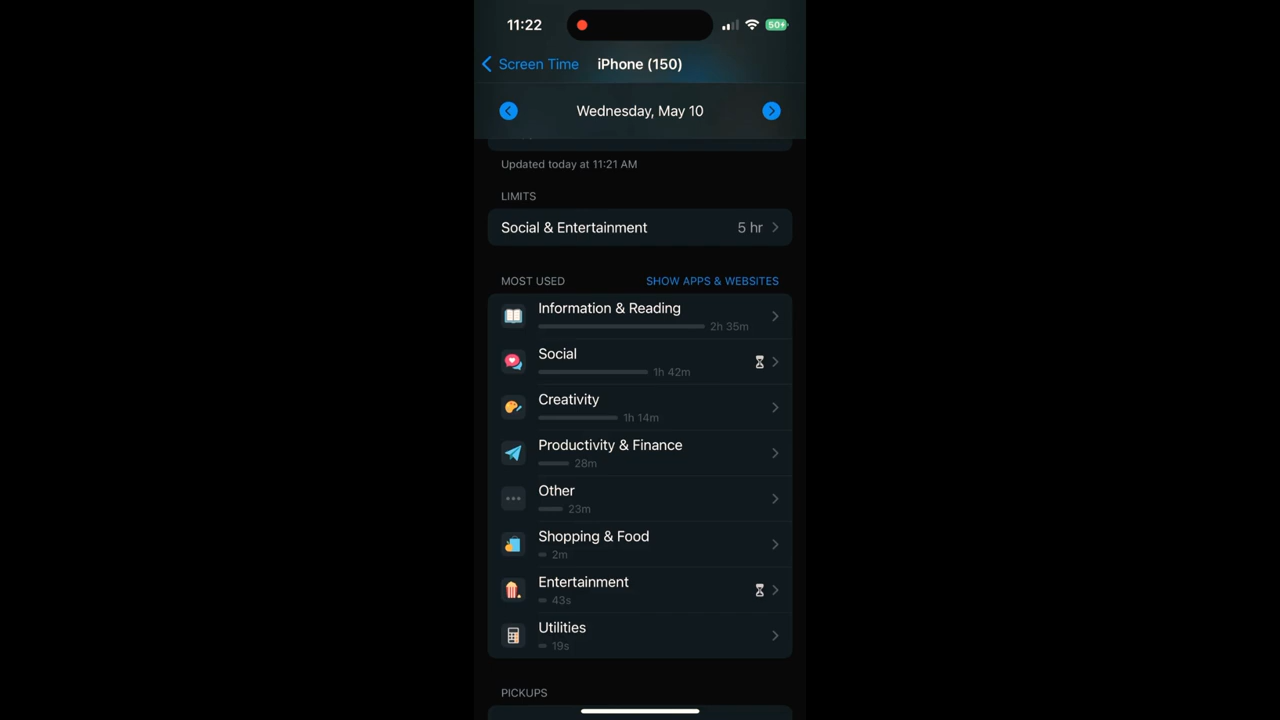 11:22
50+
Screen Time
iPhone (150)
Wednesday, May 10
Updated today at 11:21 AM
LIMITS
Social & Entertainment 5 hr
MOST USED SHOW APPS & WEBSITES
Information & Reading
2h 35m
Social
1h 42m
Creativity
1h 14m
Productivity & Finance
28m
Other
23m
Shopping & Food
2m
Entertainment
43s
Utilities
19s
PICKUPS